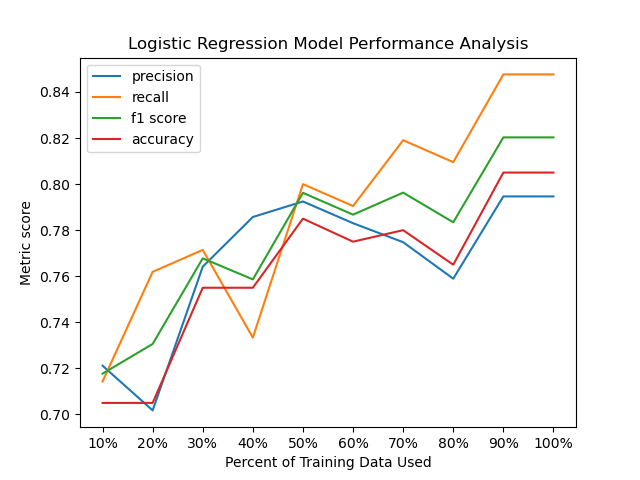 Logistic Regression Model Performance Analysis
precision
recall
f1 score
accuracy
Metric score
0.84
0.82
0.80
0.78
0.76
0.74
0.72
0.70
10% 20% 30% 40% 50% 60% 70% 80% 90% 100%
Percent of Training Data Used